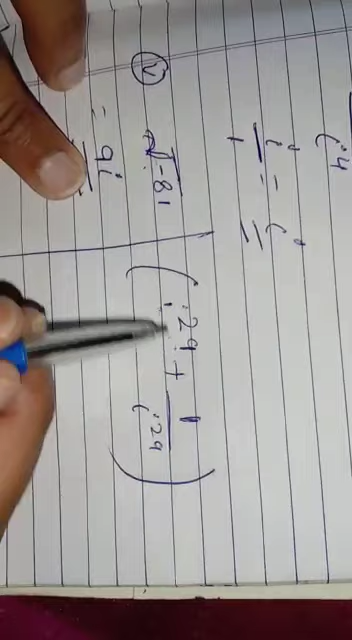 i⁴
i/1 = i
(v) √-81
= 9i
(i²⁹ + 1/i²⁹)